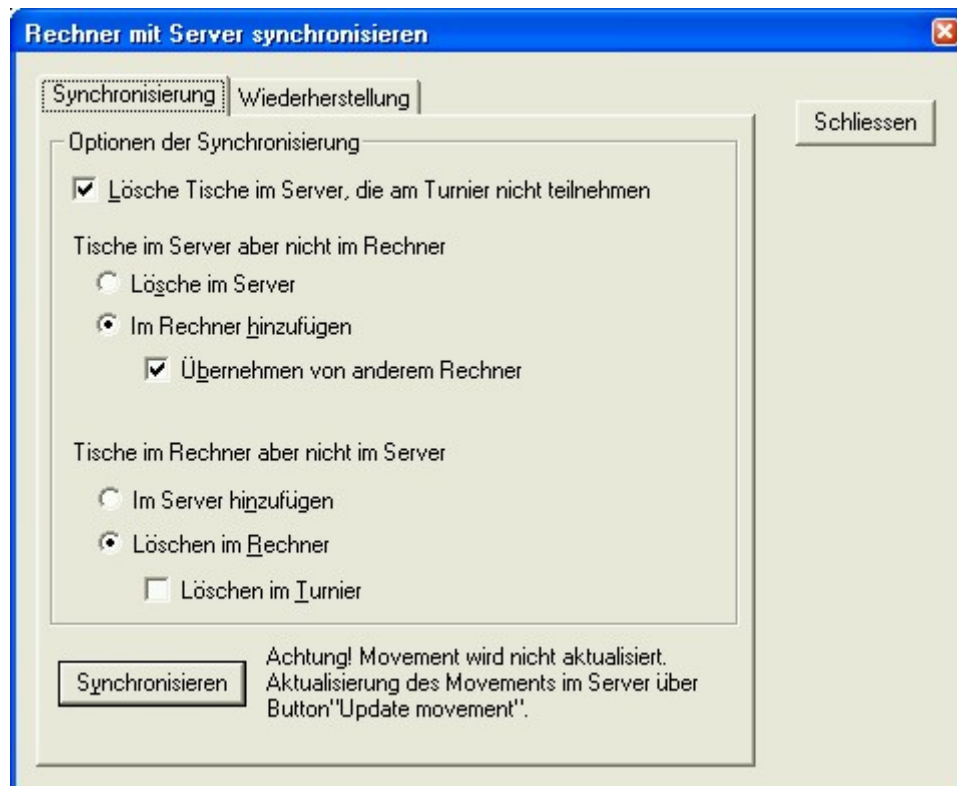 Rechner mit Server synchronisieren
Synchronisierung
Wiederherstellung
Schliessen
Optionen der Synchronisierung
Lösche Tische im Server, die am Turnier nicht teilnehmen
Tische im Server aber nicht im Rechner
Lösche im Server
Im Rechner hinzufügen
Übernehmen von anderem Rechner
Tische im Rechner aber nicht im Server
Im Server hinzufügen
Löschen im Rechner
Löschen im Turnier
Synchronisieren
Achtung! Movement wird nicht aktualisiert.
Aktualisierung des Movements im Server über
Button"Update movement".